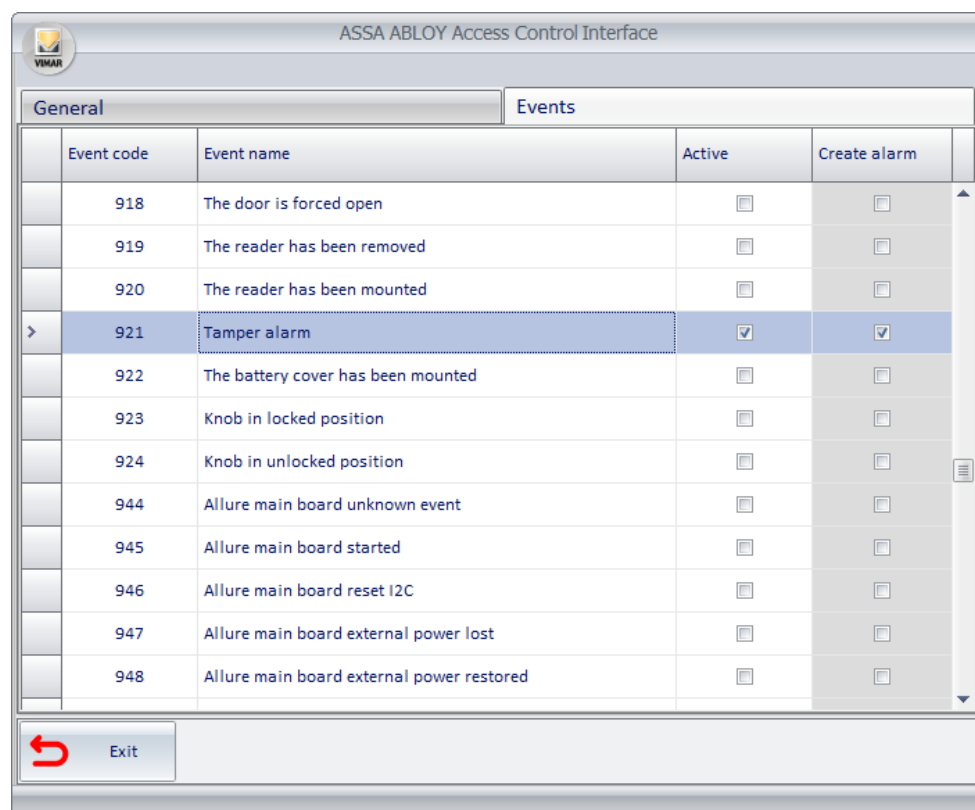 ASSA ABLOY Access Control Interface
VIMAR
General Events
Event code Event name Active Create alarm
918 The door is forced open
919 The reader has been removed
920 The reader has been mounted
921 Tamper alarm
922 The battery cover has been mounted
923 Knob in locked position
924 Knob in unlocked position
944 Allure main board unknown event
945 Allure main board started
946 Allure main board reset I2C
947 Allure main board external power lost
948 Allure main board external power restored
Exit